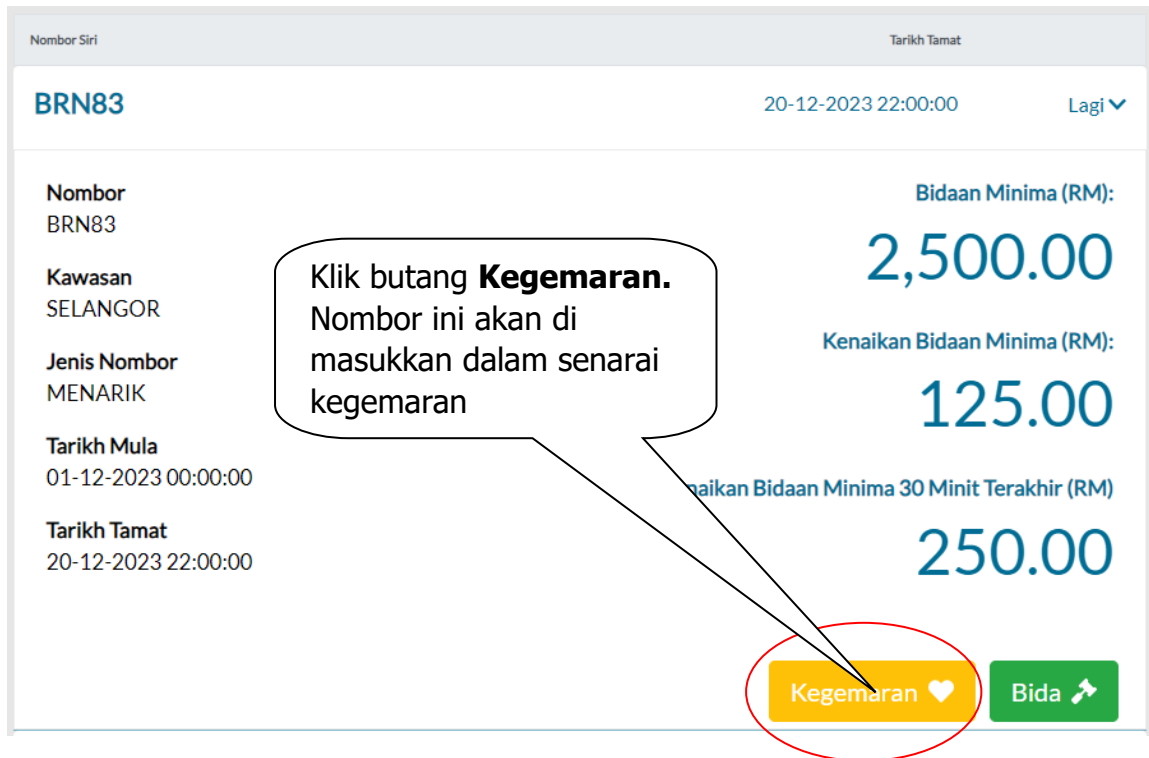 Nombor Siri
Tarikh Tamat
BRN83
20-12-2023 22:00:00
Lagi
Nombor
BRN83
Kawasan
SELANGOR
Jenis Nombor
MENARIK
Tarikh Mula
01-12-2023 00:00:00
Tarikh Tamat
20-12-2023 22:00:00
Klik butang Kegemaran.
Nombor ini akan di
masukkan dalam senarai
kegemaran
Bidaan Minima (RM):
2,500.00
Kenaikan Bidaan Minima (RM):
125.00
naikan Bidaan Minima 30 Minit Terakhir (RM)
250.00
Kegemaran
Bida